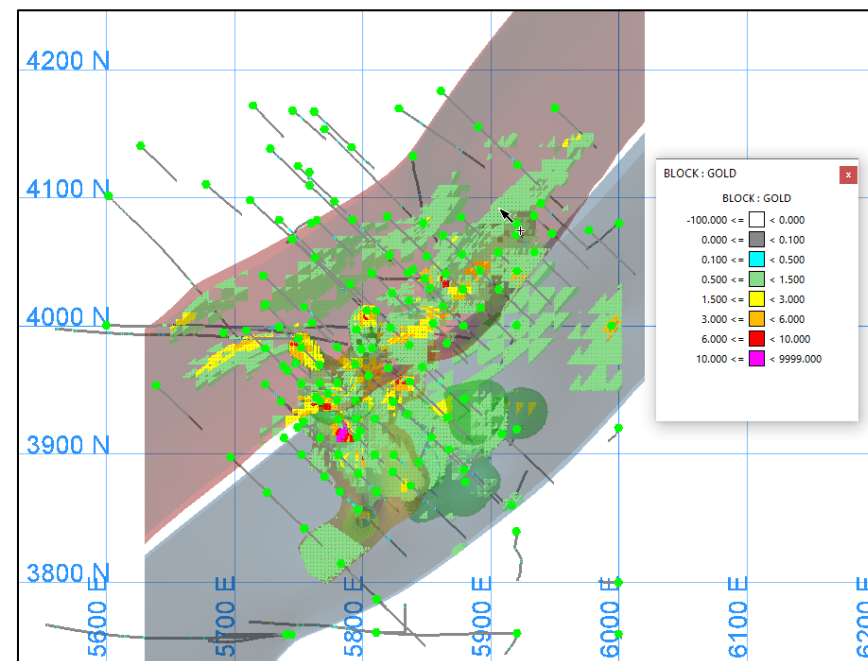 4200 N
4100 N
4000 N
3900 N
3800 N
5600 E
5700 E
5800 E
5900 E
6000 E
6100 E
6200
BLOCK : GOLD
x
BLOCK : GOLD
-100.000 <= < 0.000
0.000 <= < 0.100
0.100 <= < 0.500
0.500 <= < 1.500
1.500 <= < 3.000
3.000 <= < 6.000
6.000 <= < 10.000
10.000 <= < 9999.000